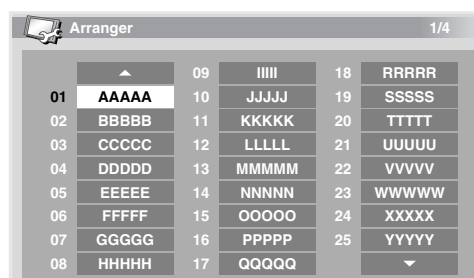 Arranger 1/4
09 IIIII 18 RRRRR
01 AAAAA 10 JJJJJ 19 SSSSS
02 BBBBB 11 KKKKK 20 TTTTT
03 CCCCC 12 LLLLL 21 UUUUU
04 DDDDD 13 MMMMM 22 VVVVV
05 EEEEE 14 NNNNN 23 WWWWW
06 FFFFF 15 OOOOO 24 XXXXX
07 GGGGG 16 PPPPP 25 YYYYY
08 HHHHH 17 QQQQQ